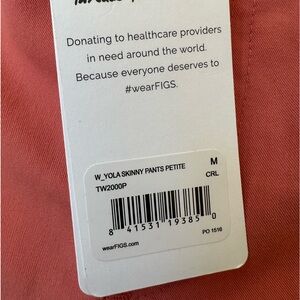 Donating to healthcare providers
in need around the world.
Because everyone deserves to
#wearFIGS.
W_YOLA SKINNY PANTS PETITE M
TW2000P CRL
8 41531 19385 0
wearFIGS.com PO 1516